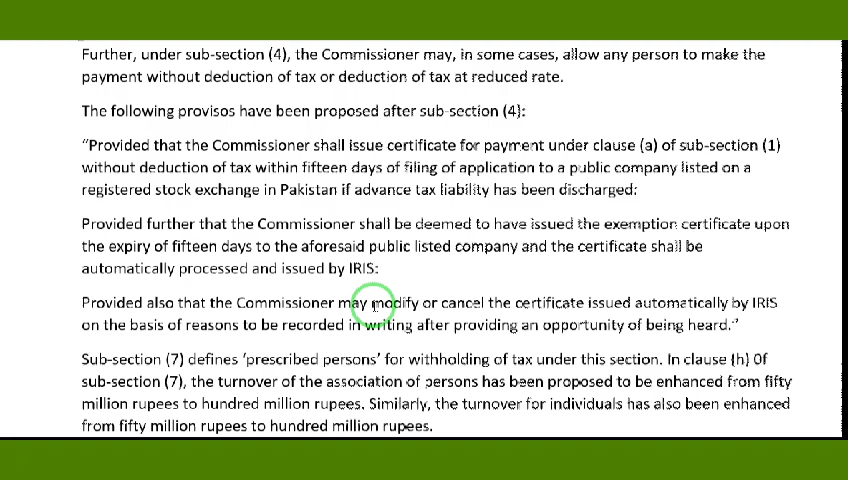 Further, under sub-section (4), the Commissioner may, in some cases, allow any person to make the
payment without deduction of tax or deduction of tax at reduced rate.
The following provisos have been proposed after sub-section (4):
“Provided that the Commissioner shall issue certificate for payment under clause (a) of sub-section (1)
without deduction of tax within fifteen days of filing of application to a public company listed on a
registered stock exchange in Pakistan if advance tax liability has been discharged:
Provided further that the Commissioner shall be deemed to have issued the exemption certificate upon
the expiry of fifteen days to the aforesaid public listed company and the certificate shall be
automatically processed and issued by IRIS:
Provided also that the Commissioner may modify or cancel the certificate issued automatically by IRIS
on the basis of reasons to be recorded in writing after providing an opportunity of being heard.”
Sub-section (7) defines ‘prescribed persons’ for withholding of tax under this section. In clause (h) 0f
sub-section (7), the turnover of the association of persons has been proposed to be enhanced from fifty
million rupees to hundred million rupees. Similarly, the turnover for individuals has also been enhanced
from fifty million rupees to hundred million rupees.